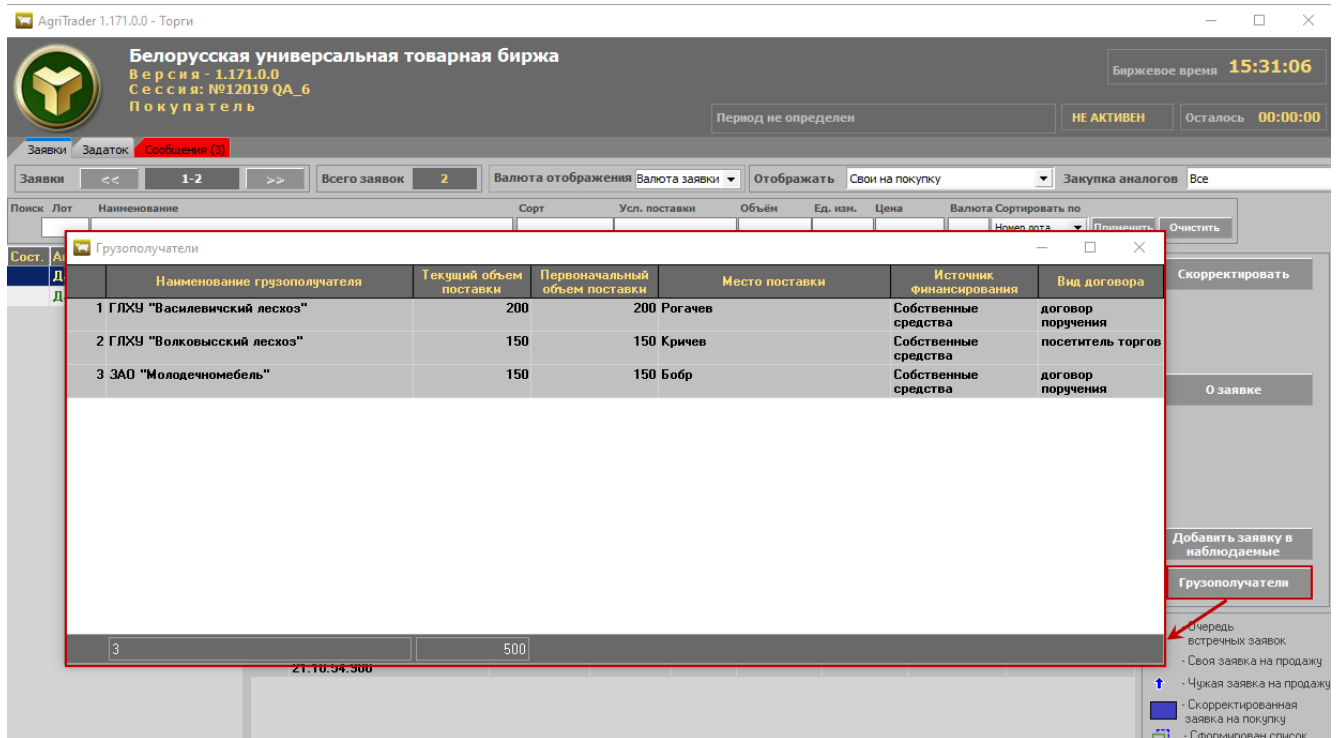 AgriTrader 1.171.0.0 - Торги
Белорусская универсальная товарная биржа
Версия - 1.171.0.0
Сессия: №12019 QA_6
Покупатель
Биржевое время 15:31:06
Период не определен
НЕ АКТИВЕН
Осталось 00:00:00
Заявки Задаток Сообщения (3)
Заявки << 1-2 >> Всего заявок 2 Валюта отображения Валюта заявки Отображать Свои на покупку Закупка аналогов Все
Поиск Лот Наименование Сорт Усл. поставки Объём Ед. изм. Цена Валюта Сортировать по
Номер лота Применить Очистить
Сост.
Грузополучатели
Наименование грузополучателя Текущий объем поставки Первоначальный объем поставки Место поставки Источник финансирования Вид договора
1 ГЛХУ "Василевичский лесхоз" 200 200 Рогачев Собственные средства договор поручения
2 ГЛХУ "Волковысский лесхоз" 150 150 Кричев Собственные средства посетитель торгов
3 ЗАО "Молодечномебель" 150 150 Бобр Собственные средства договор поручения
3 500
Скорректировать
О заявке
Добавить заявку в
наблюдаемые
Грузополучатели
- Очередь
встречных заявок
- Своя заявка на продажу
- Чужая заявка на продажу
- Скорректированная
заявка на покупку
- Сформирован список